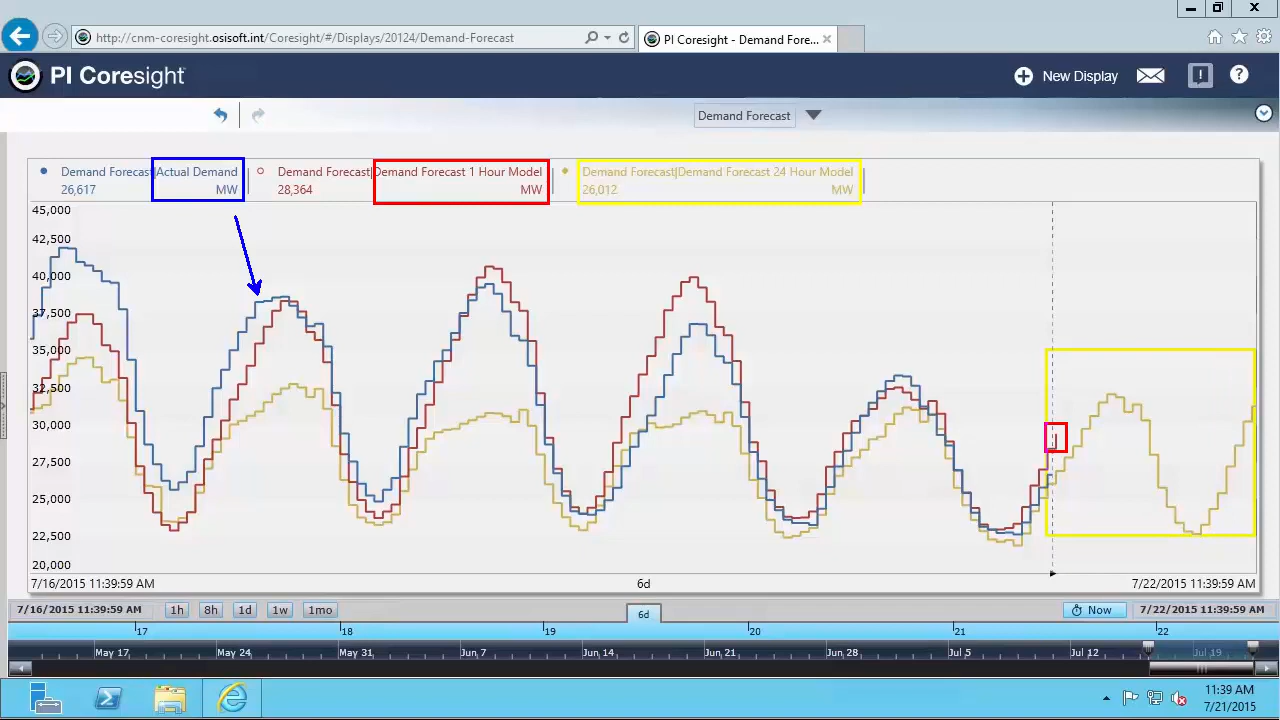 http://cnm-coresight.osisoft.int/Coresight/#/Displays/20124/Demand-Forecast
PI Coresight - Demand Fore...
PI Coresight
New Display
Demand Forecast
Demand Forecast|Actual Demand
26,617 MW
Demand Forecast|Demand Forecast 1 Hour Model
28,364 MW
Demand Forecast|Demand Forecast 24 Hour Model
26,012 MW
45,000
42,500
40,000
37,500
35,000
32,500
30,000
27,500
25,000
22,500
20,000
7/16/2015 11:39:59 AM 6d 7/22/2015 11:39:59 AM
7/16/2015 11:39:59 AM 1h 8h 1d 1w 1mo 6d Now 7/22/2015 11:39:59 AM
17 18 19 20 21 22
May 17 May 24 May 31 Jun 7 Jun 14 Jun 21 Jun 28 Jul 5 Jul 12 Jul 19
11:39 AM
7/21/2015